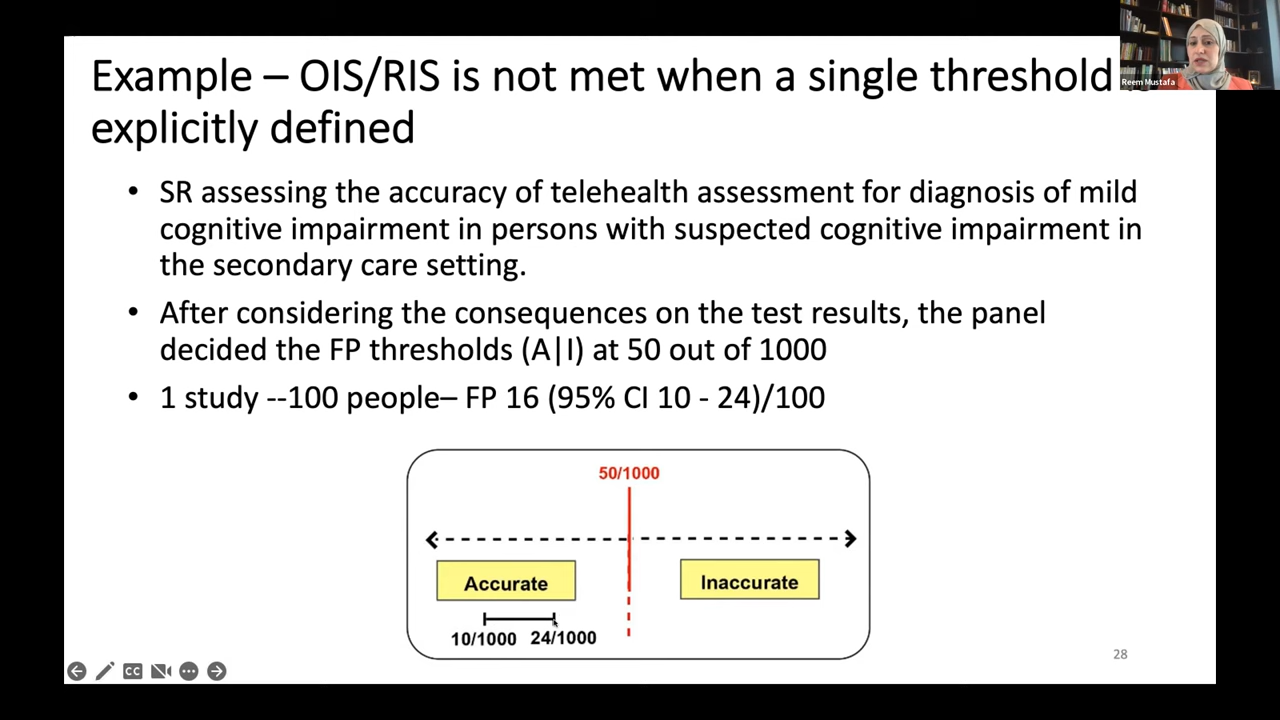 Example – OIS/RIS is not met when a single threshold
explicitly defined
Reem Mustafa
• SR assessing the accuracy of telehealth assessment for diagnosis of mild
cognitive impairment in persons with suspected cognitive impairment in
the secondary care setting.
• After considering the consequences on the test results, the panel
decided the FP thresholds (A|I) at 50 out of 1000
• 1 study --100 people– FP 16 (95% CI 10 - 24)/100
50/1000
Accurate
Inaccurate
10/1000 24/1000
28
CC